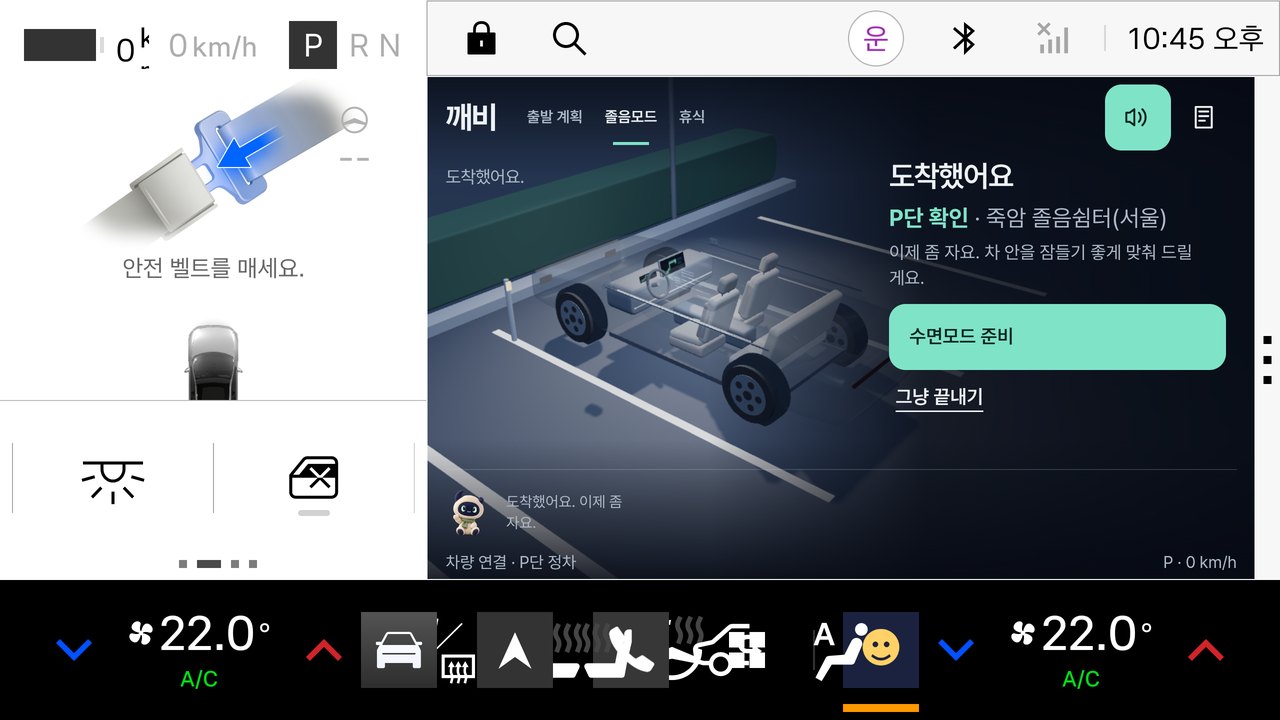 0
0 km/h
P R N
운
10:45 오후
안전 벨트를 매세요.
깨비
출발 계획
졸음모드
휴식
도착했어요.
도착했어요
P단 확인 · 죽암 졸음쉼터(서울)
이제 좀 자요. 차 안을 잠들기 좋게 맞춰 드릴
게요.
수면모드 준비
그냥 끝내기
도착했어요. 이제 좀
자요.
차량 연결 · P단 정차
P · 0 km/h
22.0°
A/C
A
22.0°
A/C